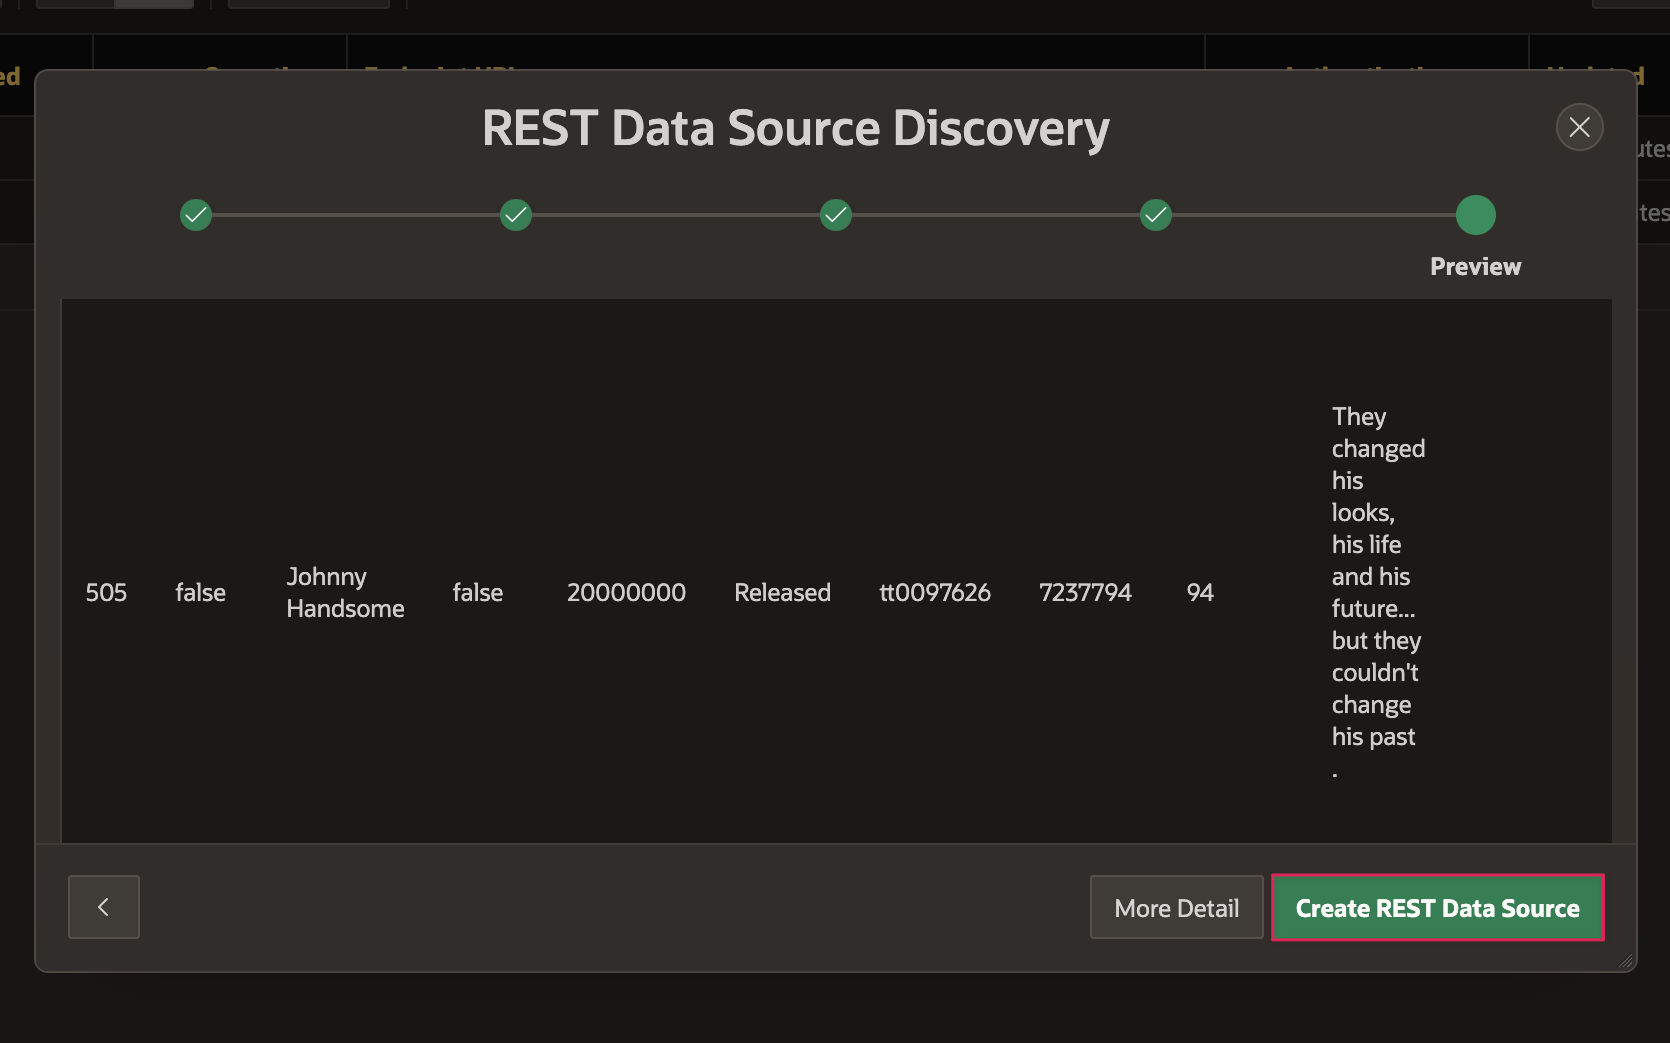 REST Data Source Discovery
Preview
505 false Johnny Handsome false 20000000 Released tt0097626 7237794 94
They
changed
his
looks,
his life
and his
future...
but they
couldn't
change
his past
.
More Detail
Create REST Data Source